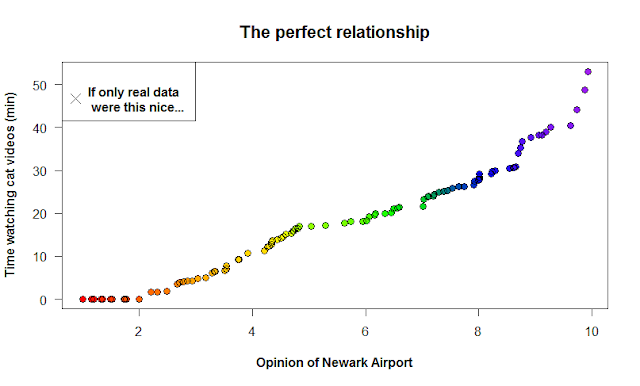 The perfect relationship
If only real data
were this nice...
Time watching cat videos (min)
50
40
30
20
10
0
2
4
6
8
10
Opinion of Newark Airport